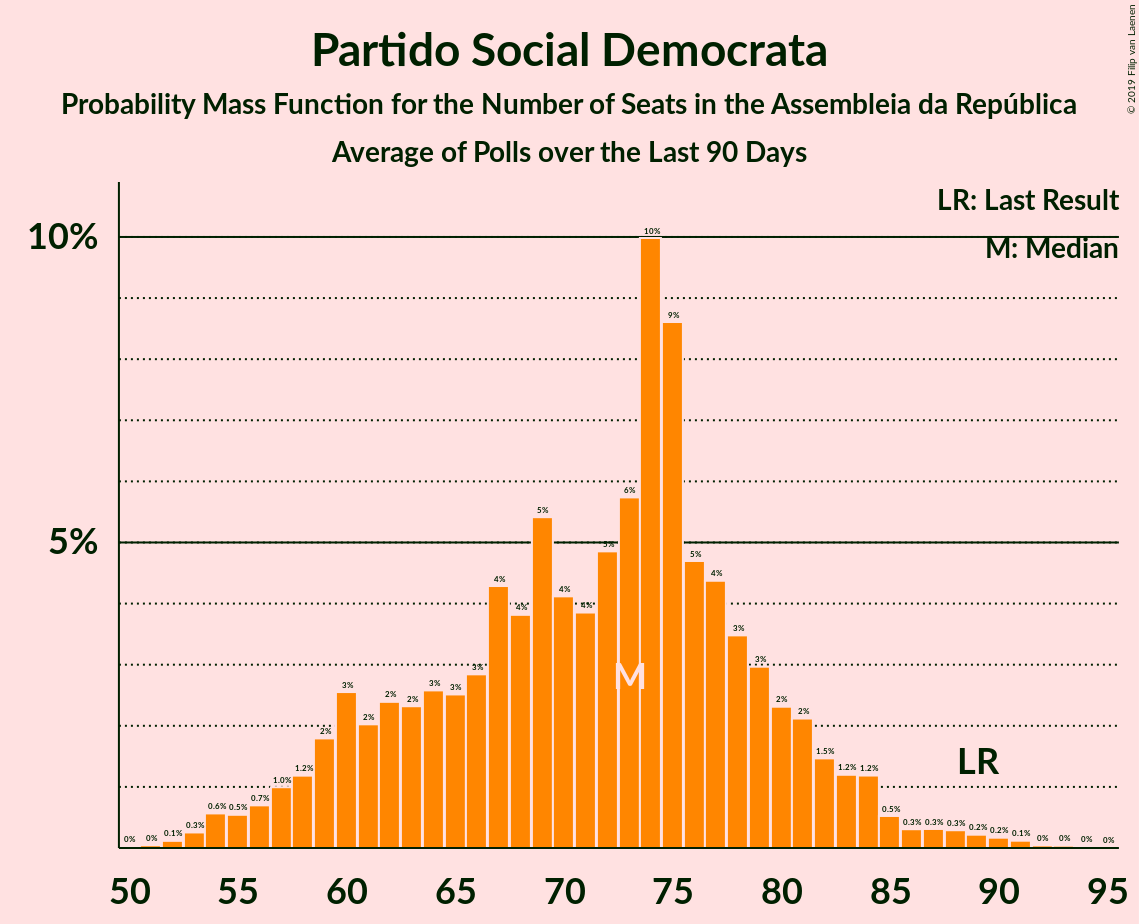 Partido Social Democrata
Probability Mass Function for the Number of Seats in the Assembleia da República
Average of Polls over the Last 90 Days
© 2019 Filip van Laenen
LR: Last Result
M: Median
10%
5%
0% 0% 0.1% 0.3% 0.6% 0.5% 0.7% 1.0% 1.2% 2% 3% 2% 2% 2% 3% 3% 3% 4% 4% 5% 4% 4% 5% 6% 10% 9% 5% 4% 3% 3% 2% 2% 1.5% 1.2% 1.2% 0.5% 0.3% 0.3% 0.3% 0.2% 0.2% 0.1% 0% 0% 0% 0%
M
LR
50 55 60 65 70 75 80 85 90 95